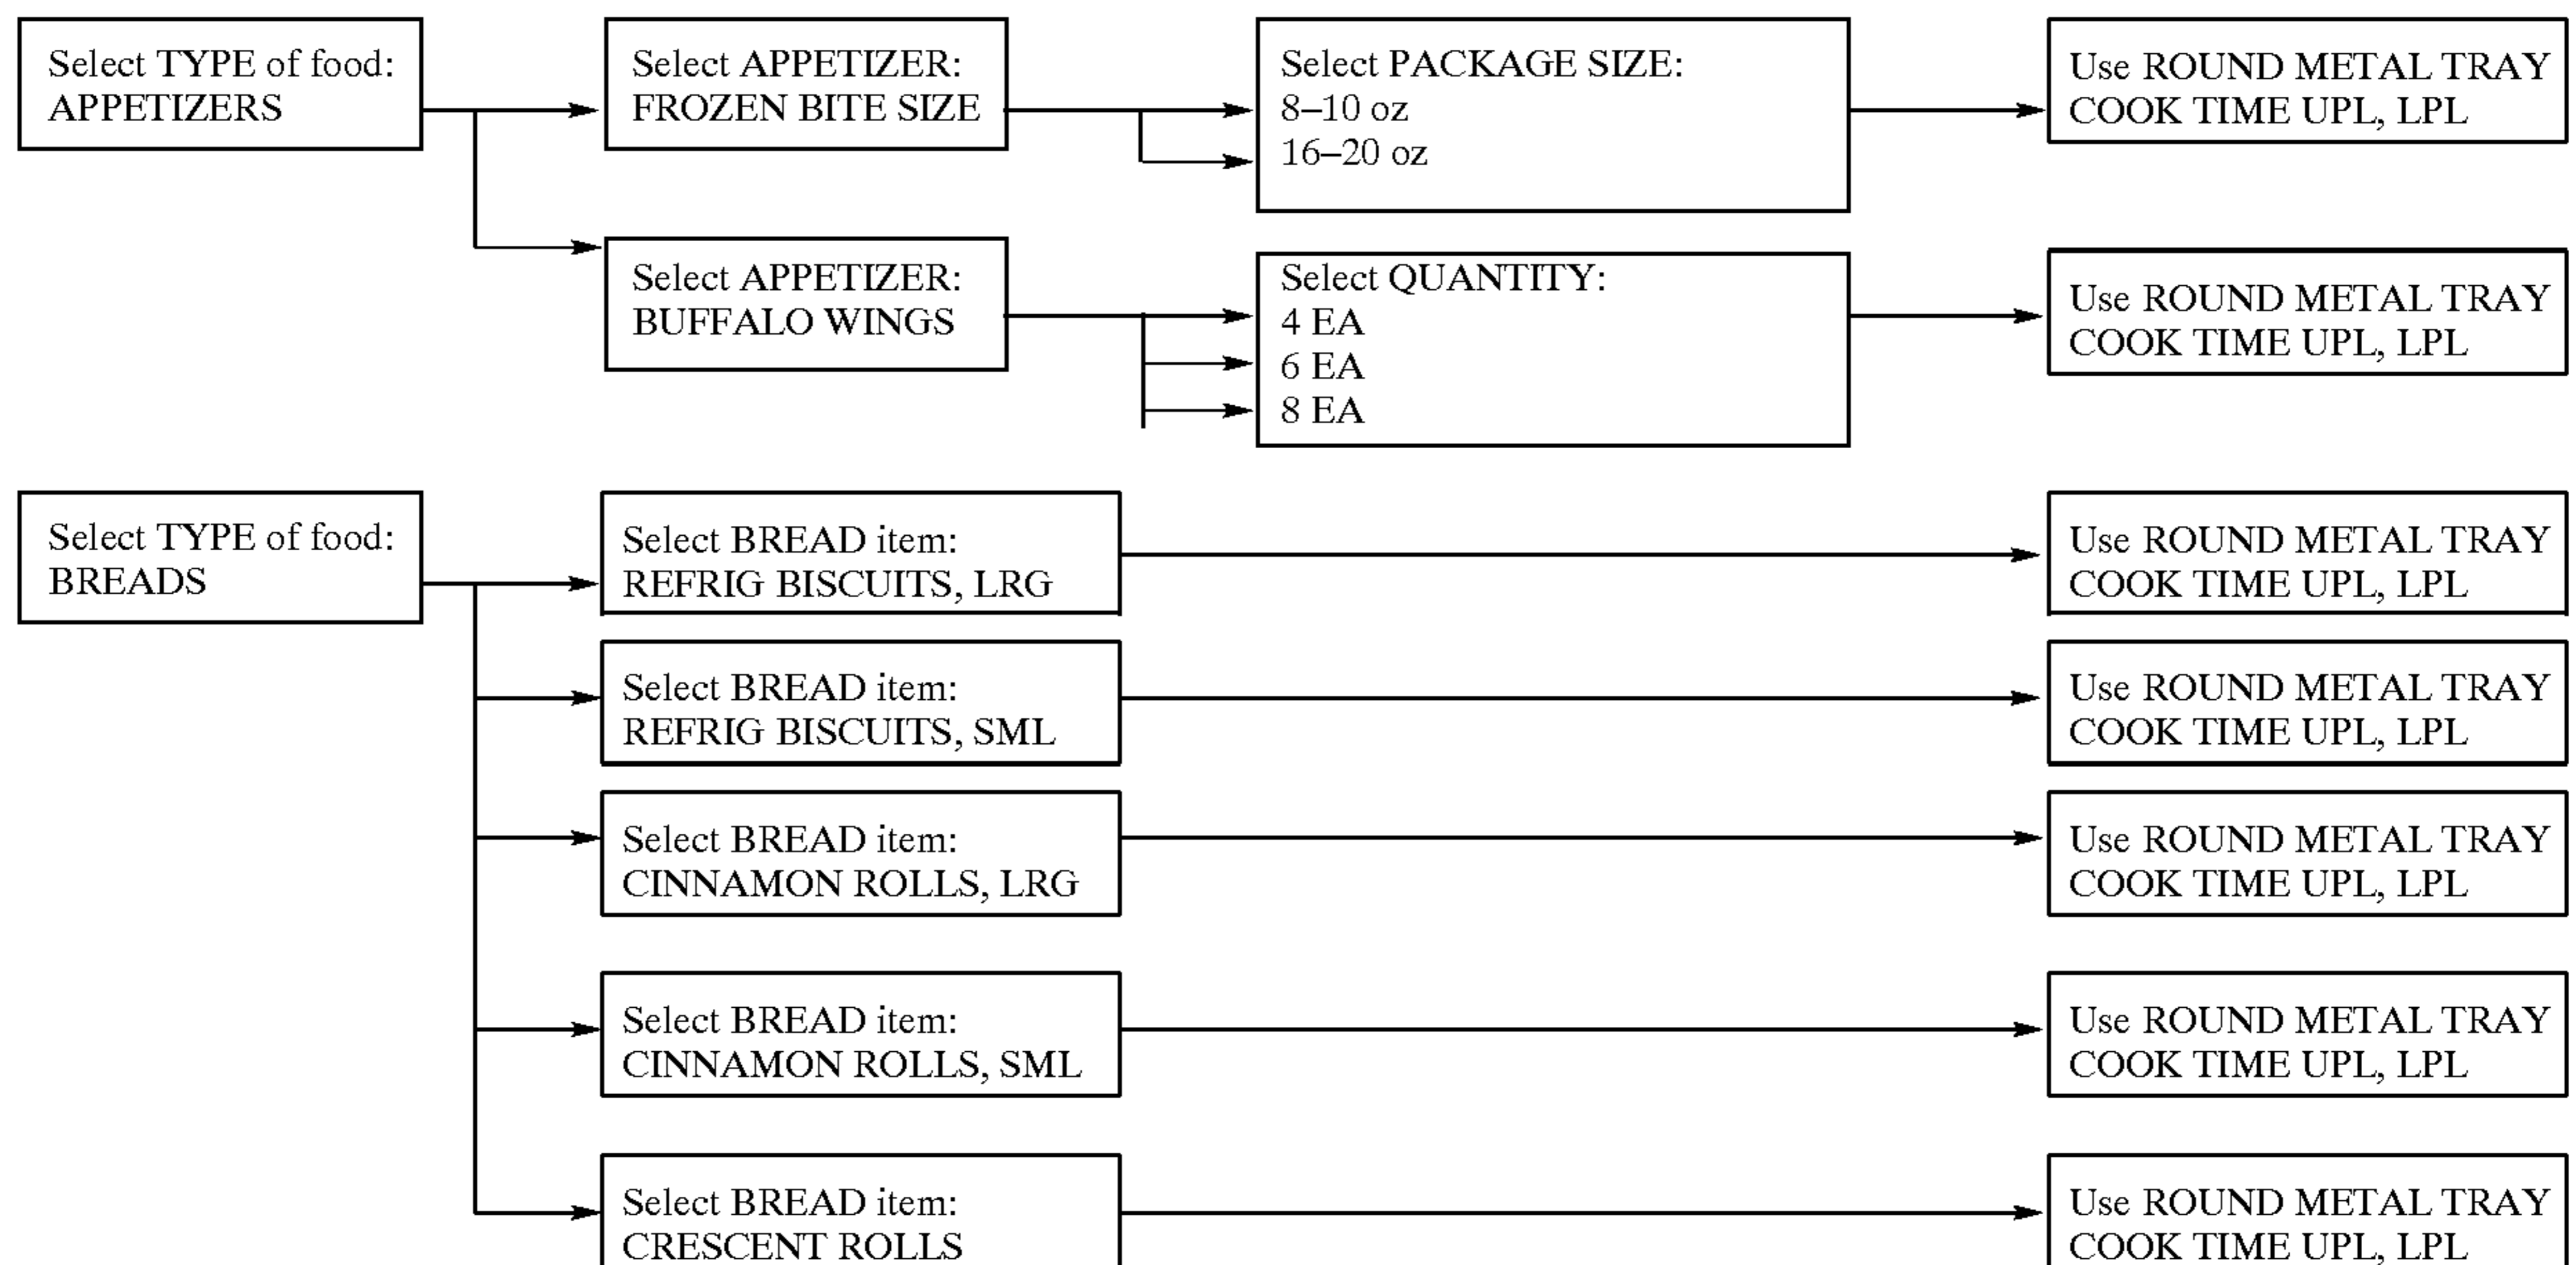 Select TYPE of food:
APPETIZERS
Select APPETIZER:
FROZEN BITE SIZE
Select PACKAGE SIZE:
8–10 oz
16–20 oz
Use ROUND METAL TRAY
COOK TIME UPL, LPL
Select APPETIZER:
BUFFALO WINGS
Select QUANTITY:
4 EA
6 EA
8 EA
Use ROUND METAL TRAY
COOK TIME UPL, LPL
Select TYPE of food:
BREADS
Select BREAD item:
REFRIG BISCUITS, LRG
Use ROUND METAL TRAY
COOK TIME UPL, LPL
Select BREAD item:
REFRIG BISCUITS, SML
Use ROUND METAL TRAY
COOK TIME UPL, LPL
Select BREAD item:
CINNAMON ROLLS, LRG
Use ROUND METAL TRAY
COOK TIME UPL, LPL
Select BREAD item:
CINNAMON ROLLS, SML
Use ROUND METAL TRAY
COOK TIME UPL, LPL
Select BREAD item:
CRESCENT ROLLS
Use ROUND METAL TRAY
COOK TIME UPL, LPL